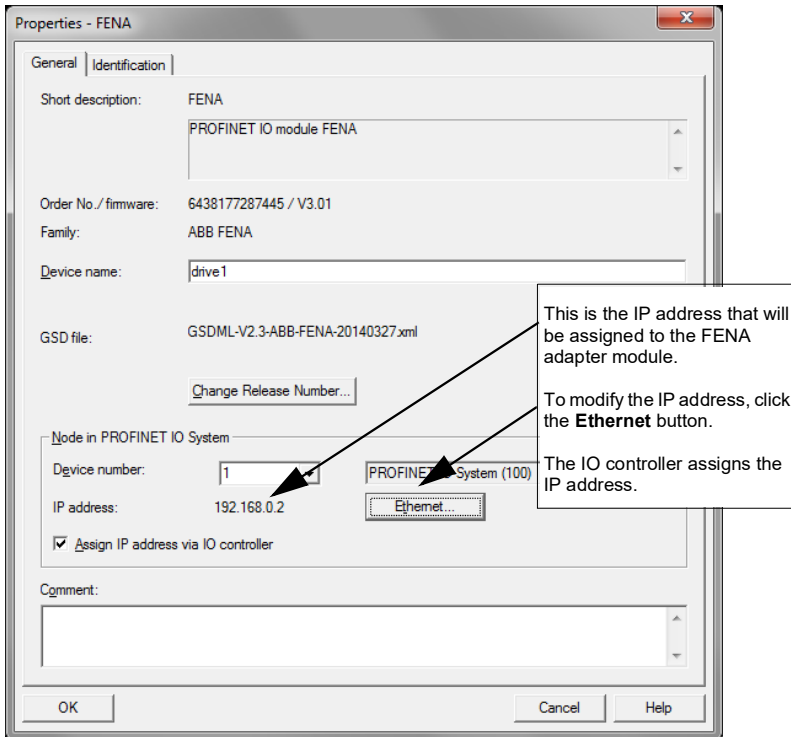 Properties - FENA
General
Identification
Short description:
FENA
PROFINET IO module FENA
Order No./ firmware:
6438177287445 / V3.01
Family:
ABB FENA
Device name:
drive1
GSD file:
GSDML-V2.3-ABB-FENA-20140327.xml
Change Release Number...
This is the IP address that will
be assigned to the FENA
adapter module.
To modify the IP address, click
the Ethernet button.
The IO controller assigns the
IP address.
Node in PROFINET IO System
Device number:
1
PROFINET System (100)
IP address:
192.168.0.2
Ethernet...
Assign IP address via IO controller
Comment:
OK
Cancel
Help